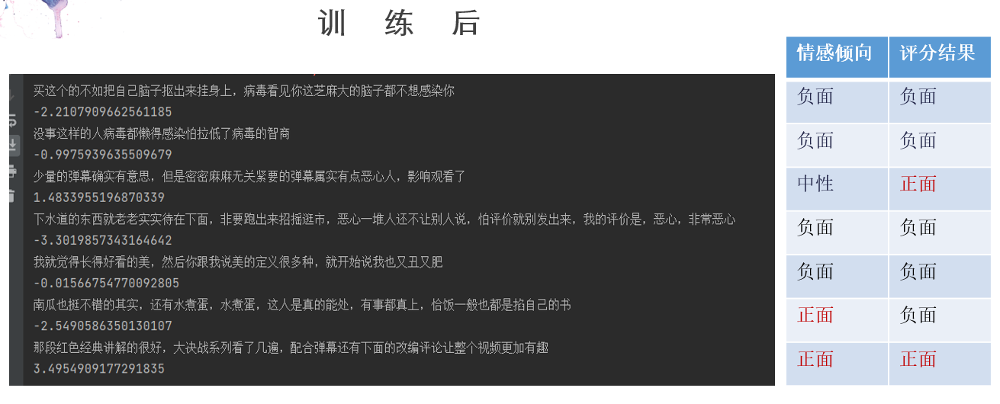 训 练 后
买这个的不如把自己脑子抠出来挂身上，病毒看见你这芝麻大的脑子都不想感染你
-2.2107909662561185
没事这样的人病毒都懒得感染怕拉低了病毒的智商
-0.9975939635509679
少量的弹幕确实有意思，但是密密麻麻无关紧要的弹幕属实有点恶心人，影响观看了
1.4833955196870339
下水道的东西就老老实实待在下面，非要跑出来招摇逛市，恶心一堆人还不让别人说，怕评价就别发出来，我的评价是，恶心，非常恶心
-3.3019857343164642
我就觉得长得好看的美，然后你跟我说美的定义很多种，就开始说我也又丑又肥
-0.01566754770092805
南瓜也挺不错的其实，还有水煮蛋，水煮蛋，这人是真的能处，有事都真上，恰饭一般也都是掐自己的书
-2.5490586350130107
那段红色经典讲解的很好，大决战系列看了几遍，配合弹幕还有下面的改编评论让整个视频更加有趣
3.4954909177291835
情感倾向 评分结果
负面 负面
负面 负面
中性 正面
负面 负面
负面 负面
正面 负面
正面 正面